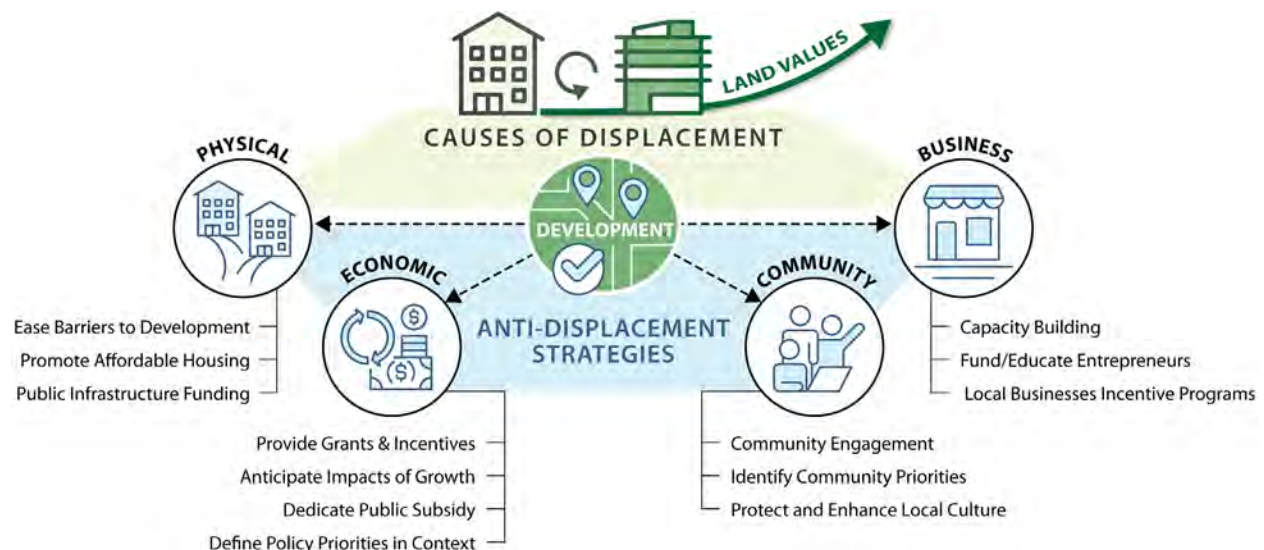 LAND VALUES
CAUSES OF DISPLACEMENT
PHYSICAL
BUSINESS
DEVELOPMENT
ECONOMIC
COMMUNITY
ANTI-DISPLACEMENT
STRATEGIES
Ease Barriers to Development
Promote Affordable Housing
Public Infrastructure Funding
Capacity Building
Fund/Educate Entrepreneurs
Local Businesses Incentive Programs
$
($)
Provide Grants & Incentives
Anticipate Impacts of Growth
Dedicate Public Subsidy
Define Policy Priorities in Context
Community Engagement
Identify Community Priorities
Protect and Enhance Local Culture